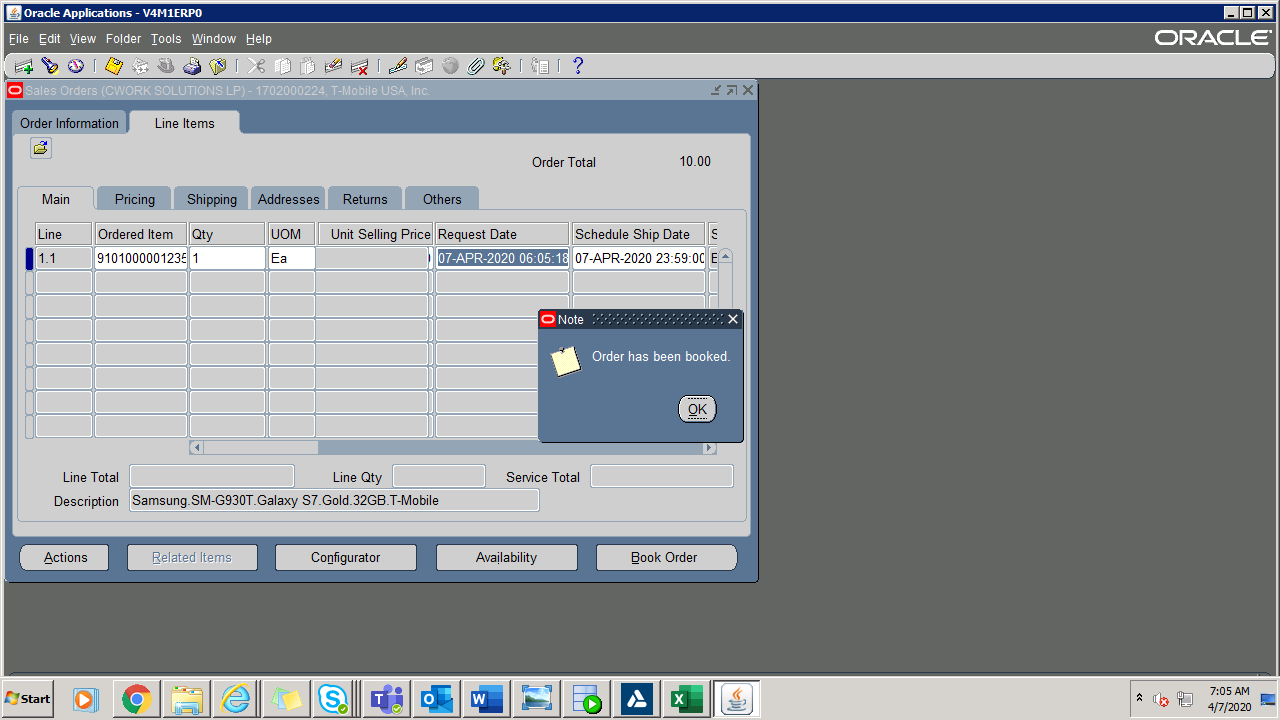 Oracle Applications - V4M1ERP0
File Edit View Folder Tools Window Help
ORACLE
Sales Orders (CWORK SOLUTIONS LP) - 1702000224, T-Mobile USA, Inc.
Order Information Line Items
Order Total 10.00
Main Pricing Shipping Addresses Returns Others
Line Ordered Item Qty UOM Unit Selling Price Request Date Schedule Ship Date S
1.1 9101000001235 1 Ea 07-APR-2020 06:05:18 07-APR-2020 23:59:00 E
Note
Order has been booked.
OK
Line Total Line Qty Service Total
Description Samsung.SM-G930T.Galaxy S7.Gold.32GB.T-Mobile
Actions Related Items Configurator Availability Book Order
Start
7:05 AM
4/7/2020